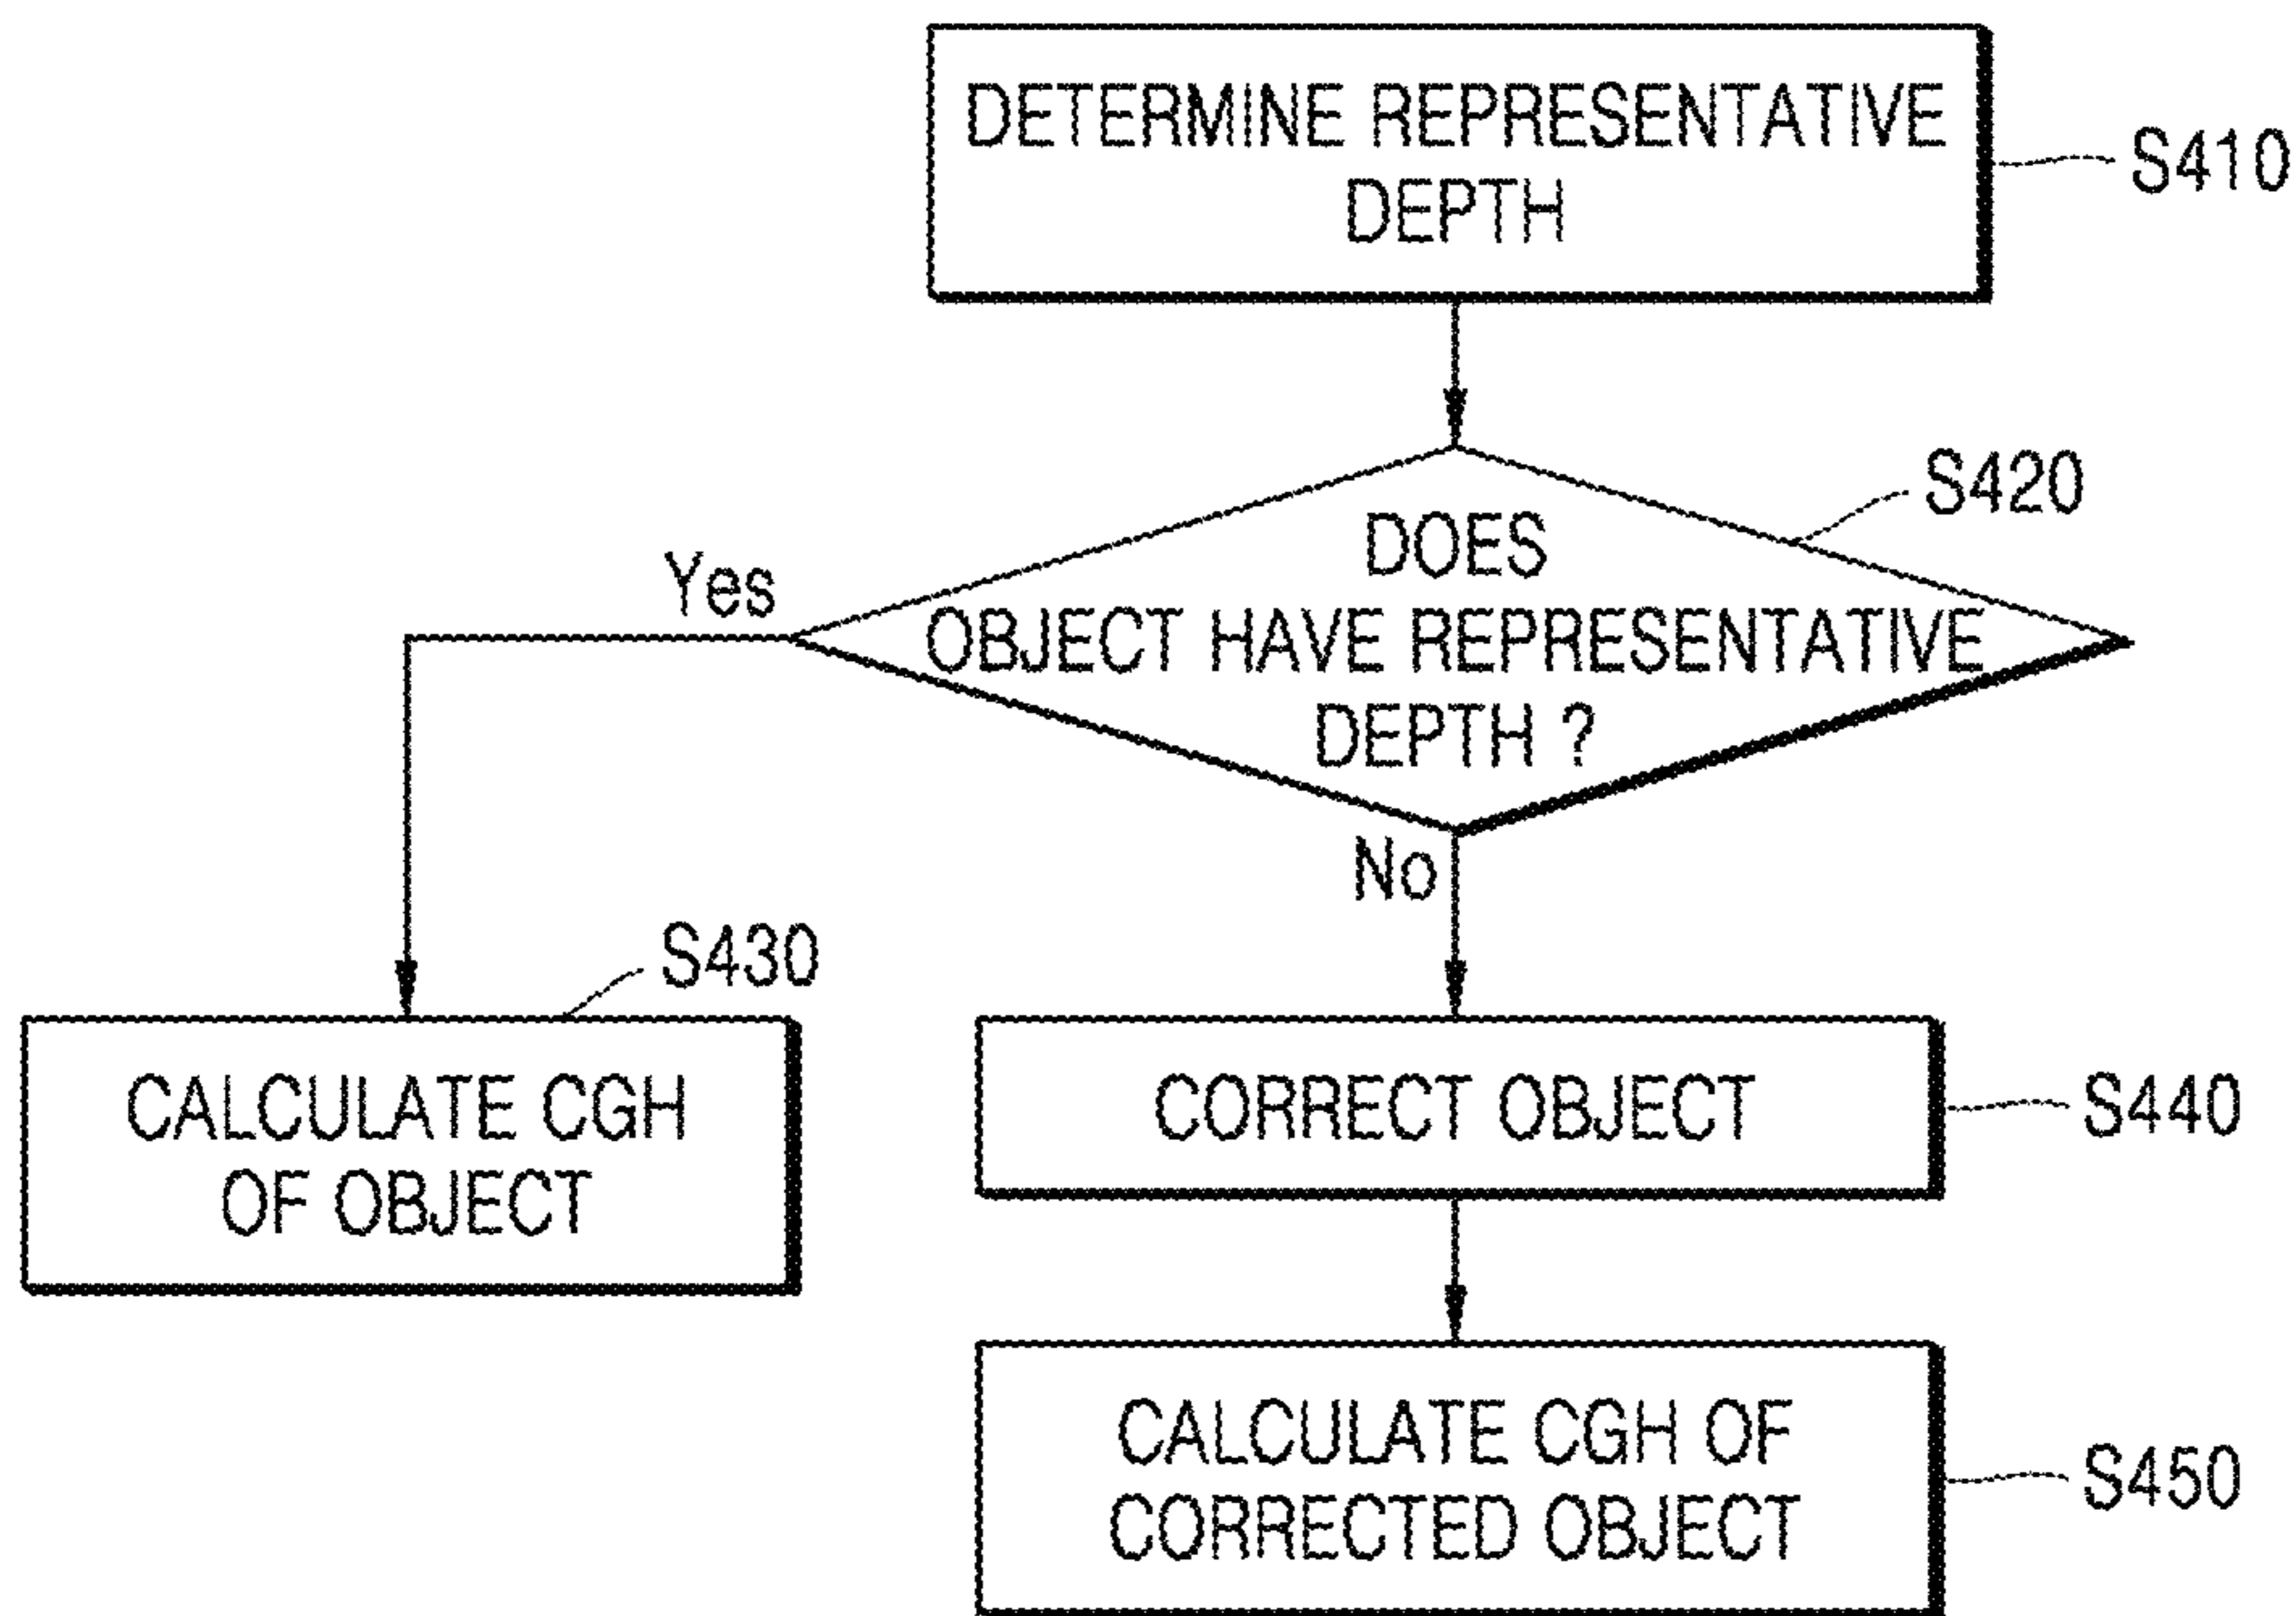 DETERMINE REPRESENTATIVE
DEPTH
S410
S420
DOES
OBJECT HAVE REPRESENTATIVE
DEPTH ?
Yes
No
S430
CALCULATE CGH
OF OBJECT
CORRECT OBJECT
S440
CALCULATE CGH OF
CORRECTED OBJECT
S450